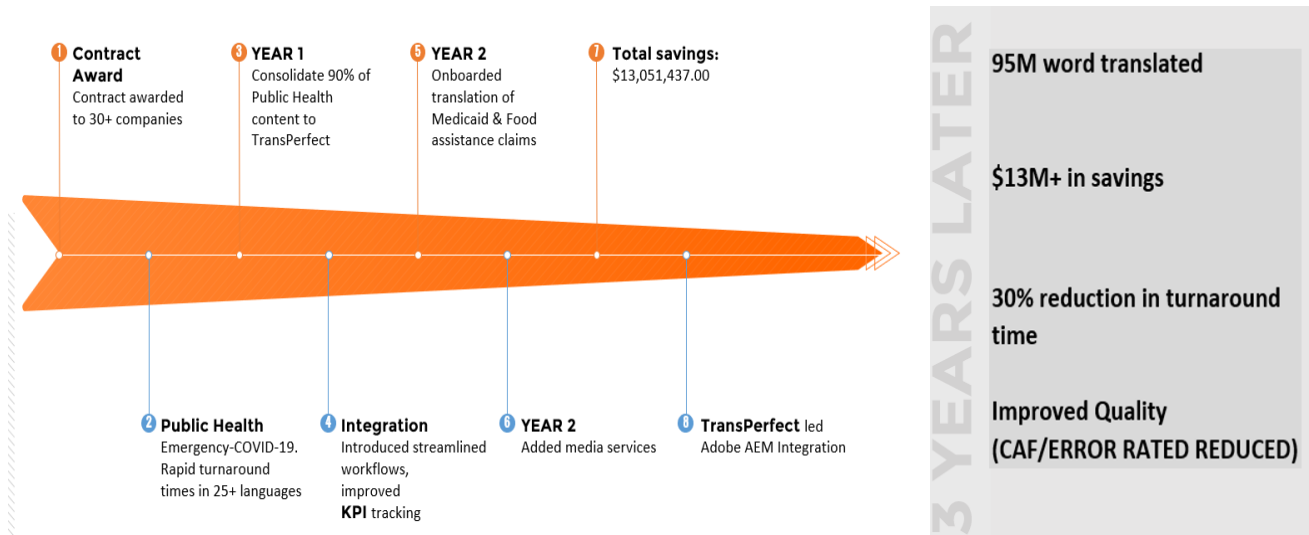 1 Contract
Award
Contract awarded
to 30+ companies
3 YEAR 1
Consolidate 90% of
Public Health
content to
TransPerfect
5 YEAR 2
Onboarded
translation of
Medicaid & Food
assistance claims
7 Total savings:
$13,051,437.00
2 Public Health
Emergency-COVID-19.
Rapid turnaround
times in 25+ languages
4 Integration
Introduced streamlined
workflows,
improved
KPI tracking
6 YEAR 2
Added media services
8 TransPerfect led
Adobe AEM Integration
3 YEARS LATER
95M word translated
$13M+ in savings
30% reduction in turnaround
time
Improved Quality
(CAF/ERROR RATED REDUCED)